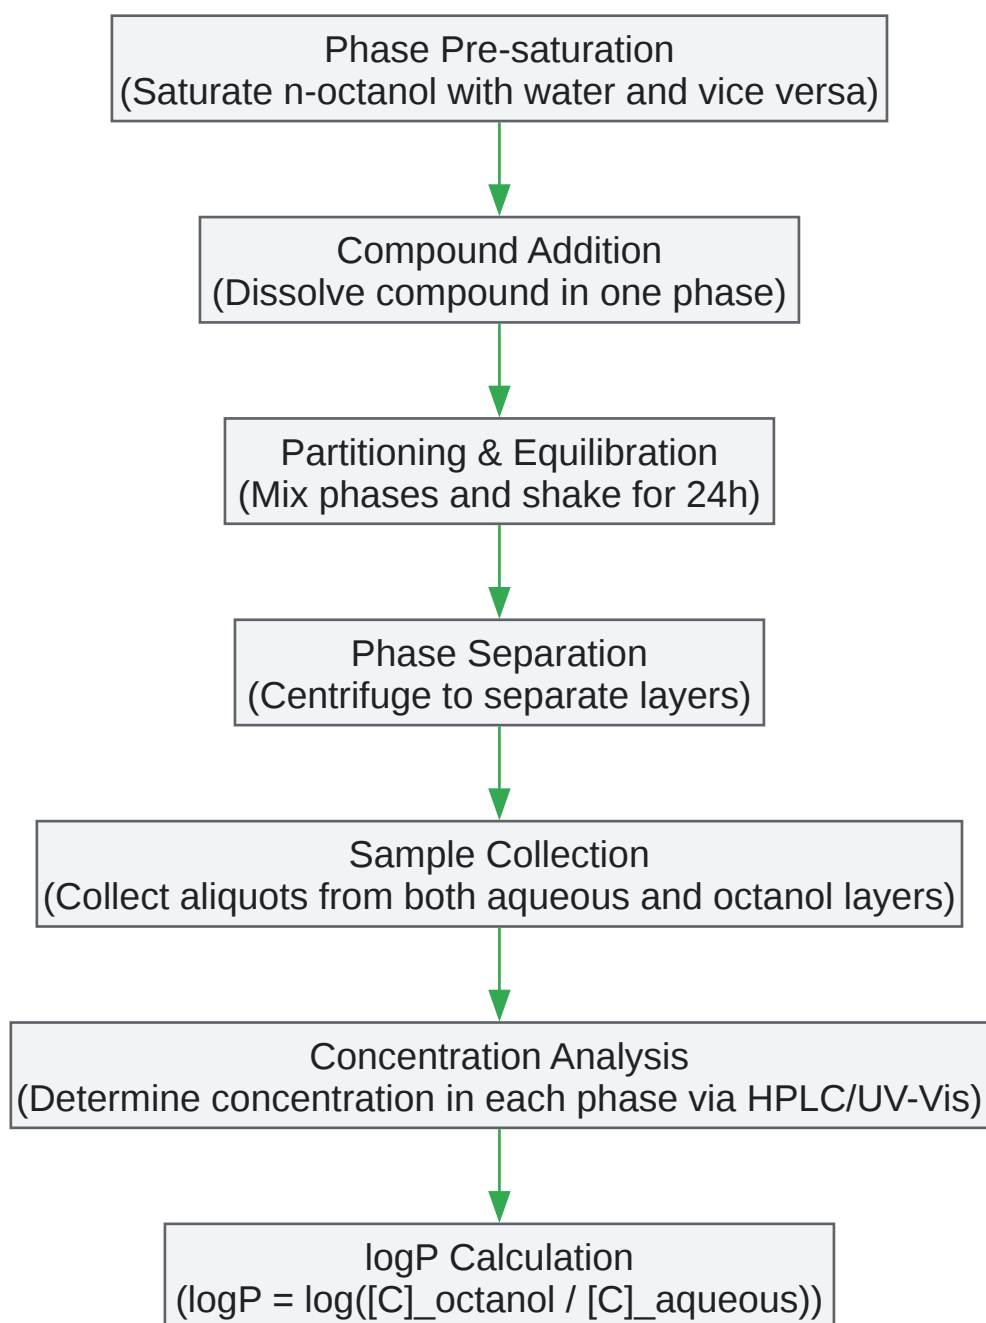 Phase Pre-saturation
(Saturate n-octanol with water and vice versa)
Compound Addition
(Dissolve compound in one phase)
Partitioning & Equilibration
(Mix phases and shake for 24h)
Phase Separation
(Centrifuge to separate layers)
Sample Collection
(Collect aliquots from both aqueous and octanol layers)
Concentration Analysis
(Determine concentration in each phase via HPLC/UV-Vis)
logP Calculation
(logP = log([C]_octanol / [C]_aqueous))